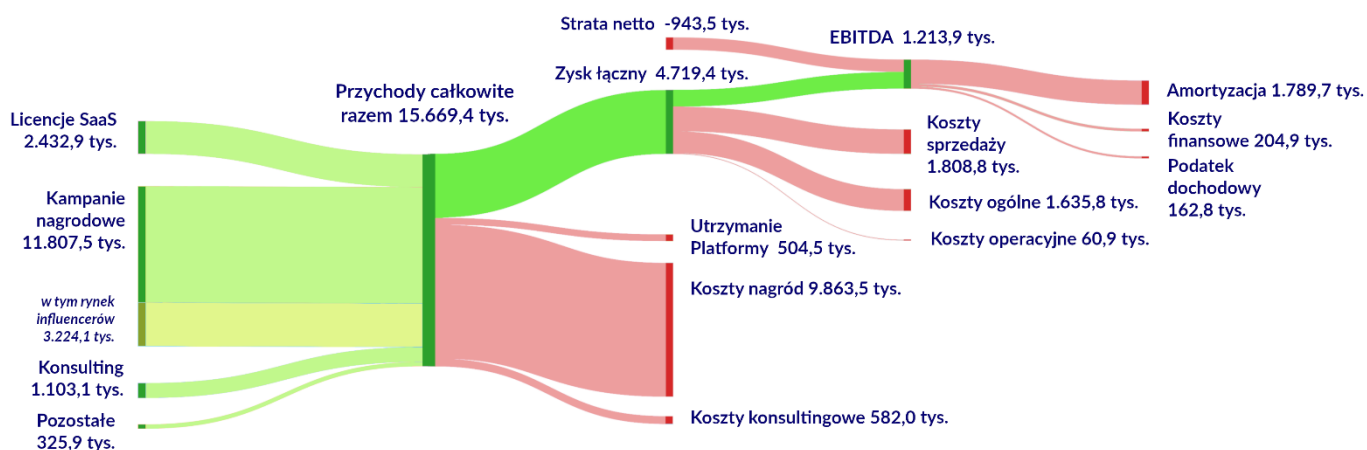 Strata netto -943,5 tys.
EBITDA 1.213,9 tys.
Zysk łączny 4.719,4 tys.
Przychody całkowite
razem 15.669,4 tys.
Amortyzacja 1.789,7 tys.
Licencje SaaS
2.432,9 tys.
Koszty
sprzedaży
1.808,8 tys.
Koszty
finansowe 204,9 tys.
Podatek
dochodowy
162,8 tys.
Kampanie
nagrodowe
11.807,5 tys.
Koszty ogólne 1.635,8 tys.
Utrzymanie
Platformy 504,5 tys.
Koszty operacyjne 60,9 tys.
Koszty nagród 9.863,5 tys.
w tym rynek
influencerów
3.224,1 tys.
Konsulting
1.103,1 tys.
Koszty konsultingowe 582,0 tys.
Pozostałe
325,9 tys.